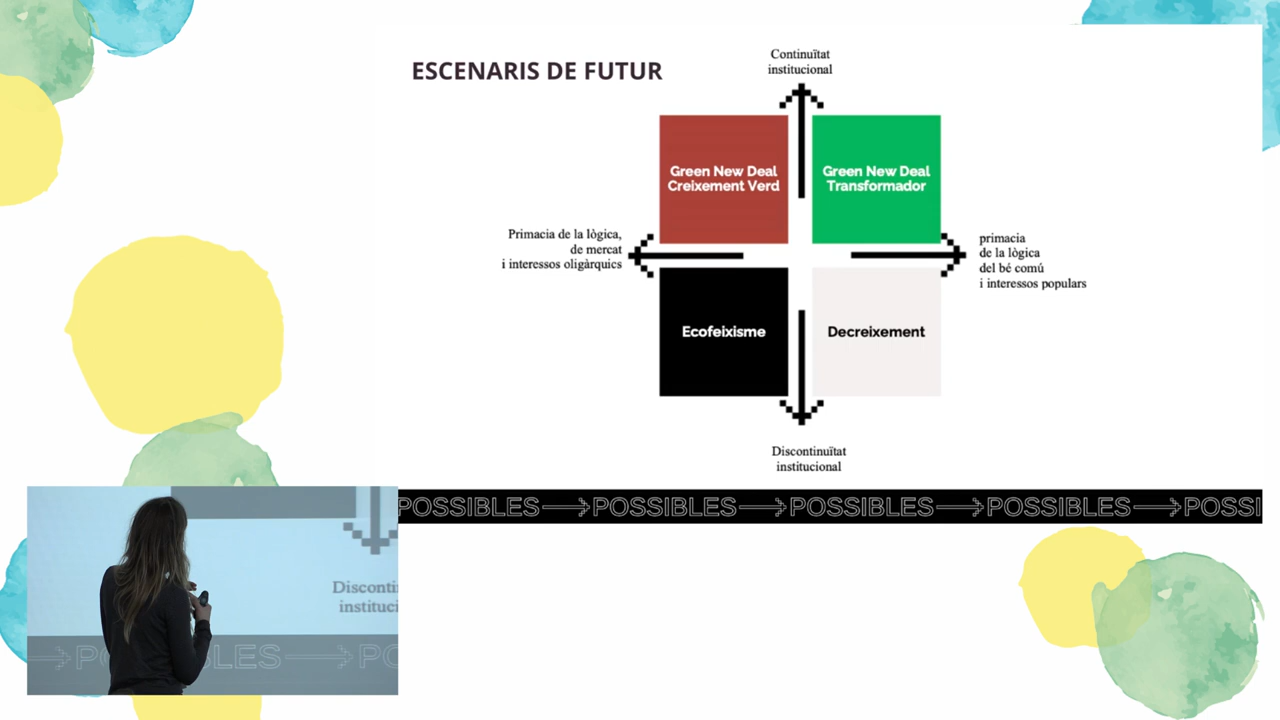 ESCENARIS DE FUTUR
Continuïtat
institucional
Green New Deal
Creixement Verd
Green New Deal
Transformador
Primacia de la lògica,
de mercat
i interessos oligàrquics
primacia
de la lògica
del bé comú
i interessos populars
Ecofeixisme
Decreixement
Discontinuïtat
institucional
POSSIBLES POSSIBLES POSSIBLES POSSIBLES POSSI
Disconti
instituci